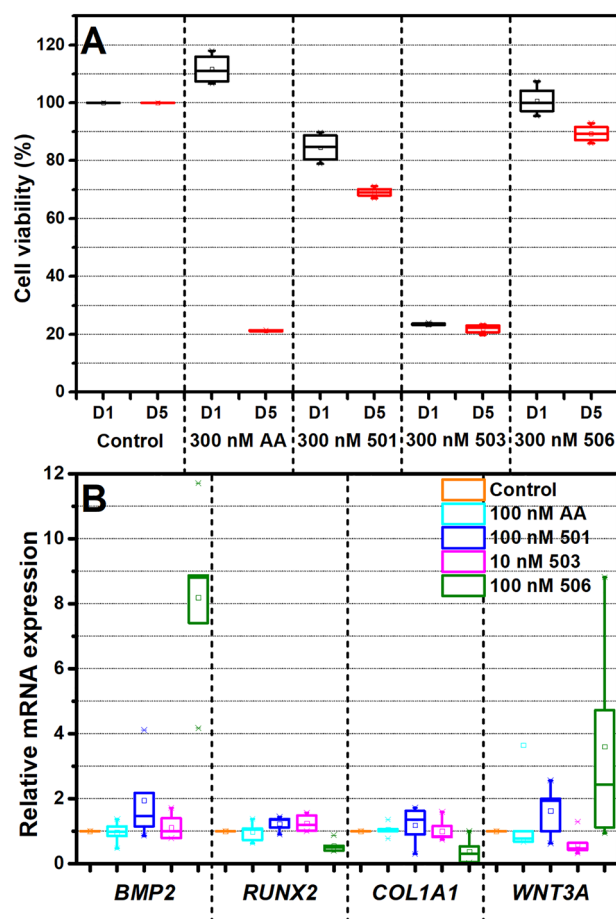 A
Cell viability (%)
120
100
80
60
40
20
0
D1 D5 D1 D5 D1 D5 D1 D5 D1 D5
Control 300 nM AA 300 nM 501 300 nM 503 300 nM 506
B
Relative mRNA expression
12
10
8
6
4
2
0
Control
100 nM AA
100 nM 501
10 nM 503
100 nM 506
BMP2 RUNX2 COL1A1 WNT3A